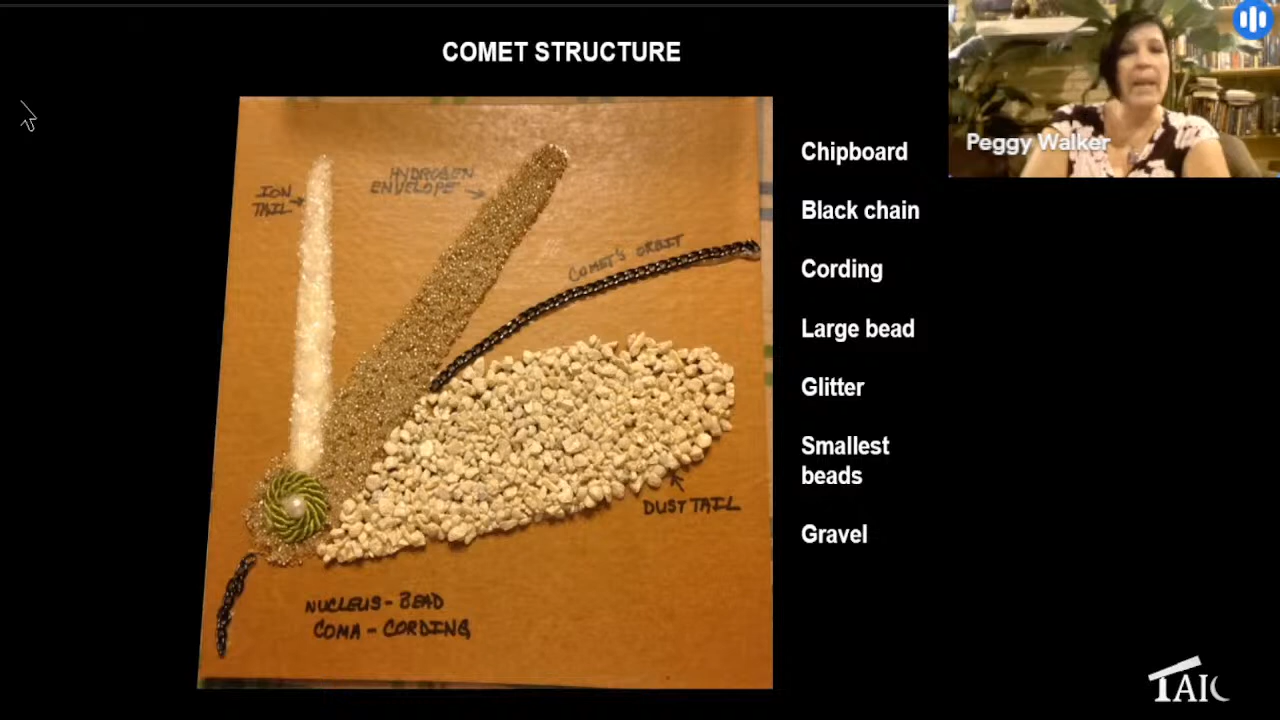 COMET STRUCTURE
Peggy Walker
ION
TAIL
HYDROGEN
ENVELOPE
COMET'S ORBIT
DUST TAIL
NUCLEUS - BEAD
COMA - CORDING
Chipboard
Black chain
Cording
Large bead
Glitter
Smallest
beads
Gravel
TAIC